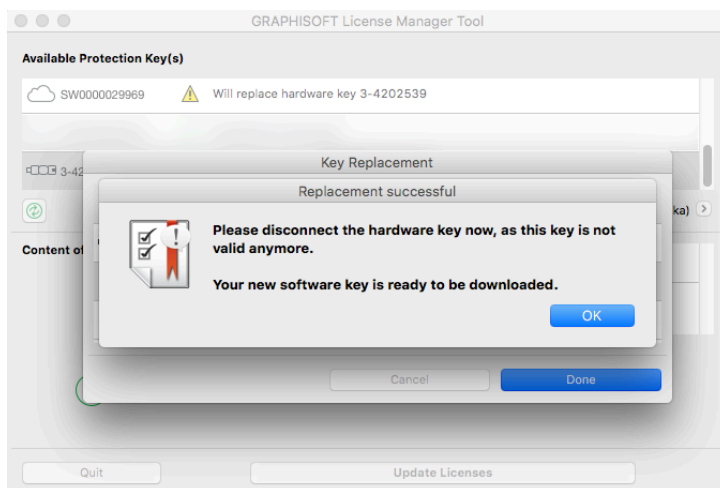 GRAPHISOFT License Manager Tool
Available Protection Key(s)
SW0000029969 Will replace hardware key 3-4202539
3-42
Key Replacement
Replacement successful
ka)
Please disconnect the hardware key now, as this key is not
valid anymore.
Content of
Your new software key is ready to be downloaded.
OK
Cancel Done
Quit Update Licenses